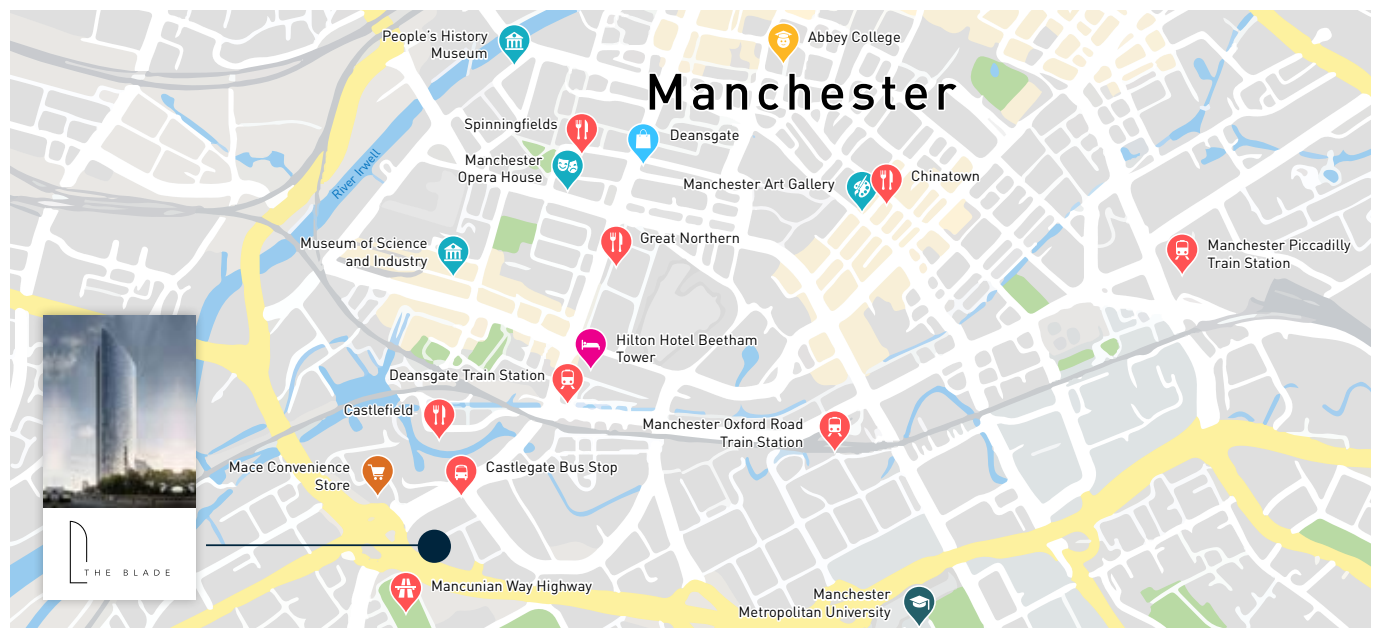 People's History
Museum
Abbey College
Manchester
Spinningfields
Deansgate
Manchester
Opera House
River Irwell
Manchester Art Gallery
Chinatown
Great Northern
Museum of Science
and Industry
Manchester Piccadilly
Train Station
Hilton Hotel Beetham
Tower
Deansgate Train Station
Castlefield
Manchester Oxford Road
Train Station
Mace Convenience
Store
Castlegate Bus Stop
THE BLADE
Mancunian Way Highway
Manchester
Metropolitan University